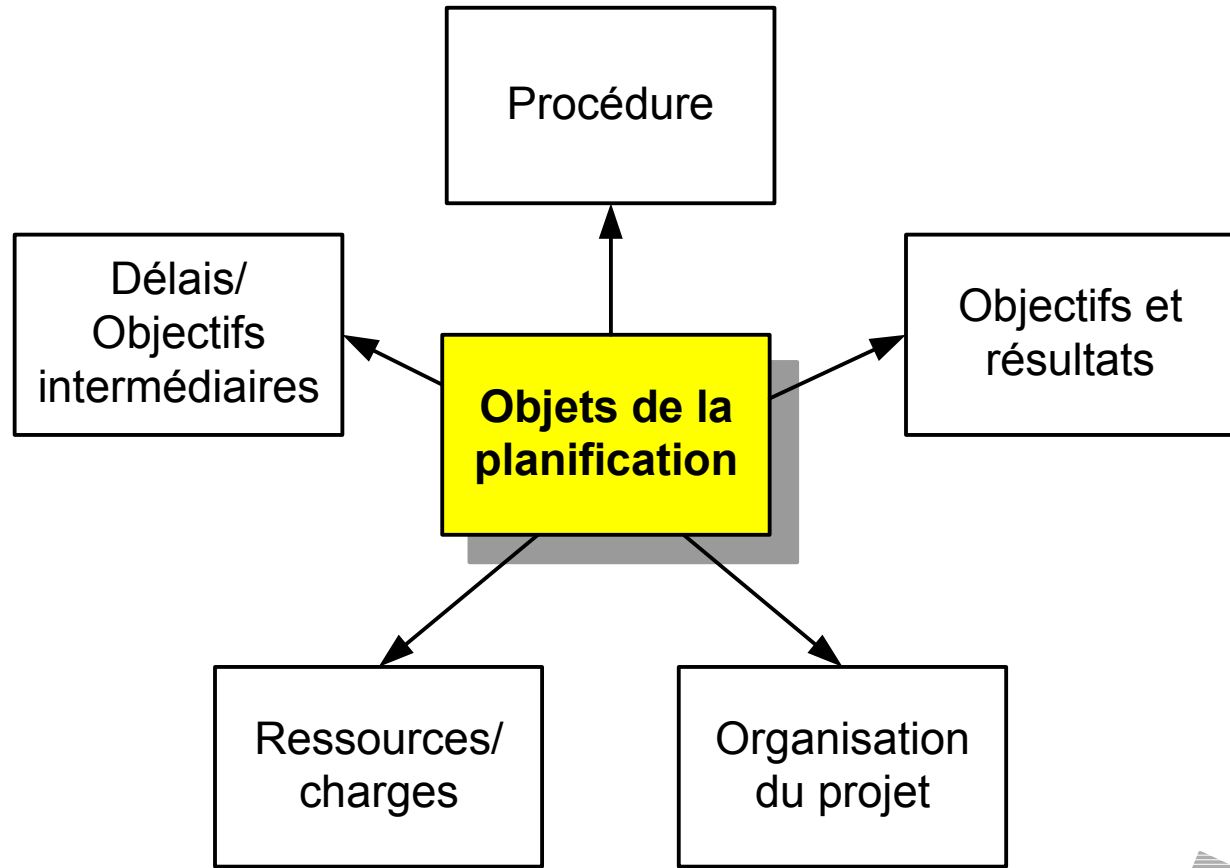 Procédure
Délais/
Objectifs
intermédiaires
Objectifs et
résultats
Objets de la
planification
Ressources/
charges
Organisation
du projet